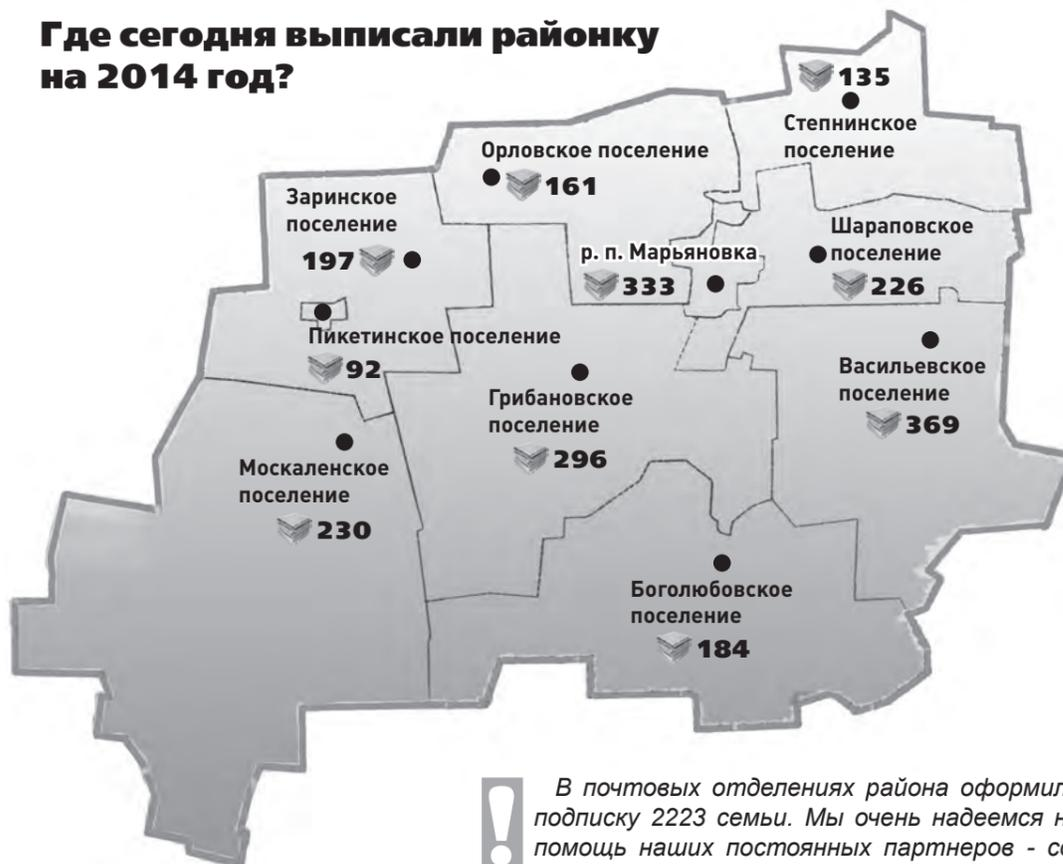 Где сегодня выписали районку
на 2014 год?
135
Степнинское
поселение
Орловское поселение
161
Заринское
поселение
197
р. п. Марьяновка
333
Шараповское
поселение
226
Пикетинское поселение
92
Васильевское
поселение
369
Грибановское
поселение
296
Москаленское
поселение
230
Боголюбовское
поселение
184
!
В почтовых отделениях района
подписку 2223 семьи. Мы очень надеемся
помощь наших постоянных партнеров -